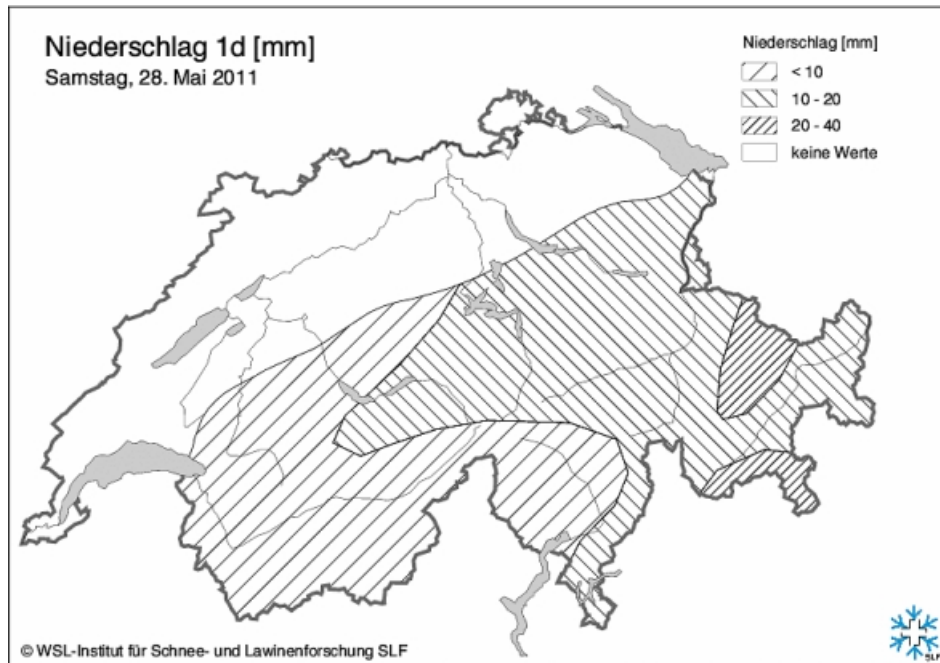 Niederschlag 1d [mm]
Samstag, 28. Mai 2011
Niederschlag [mm]
< 10
10 - 20
20 - 40
keine Werte
© WSL-Institut für Schnee- und Lawinenforschung SLF
SLF